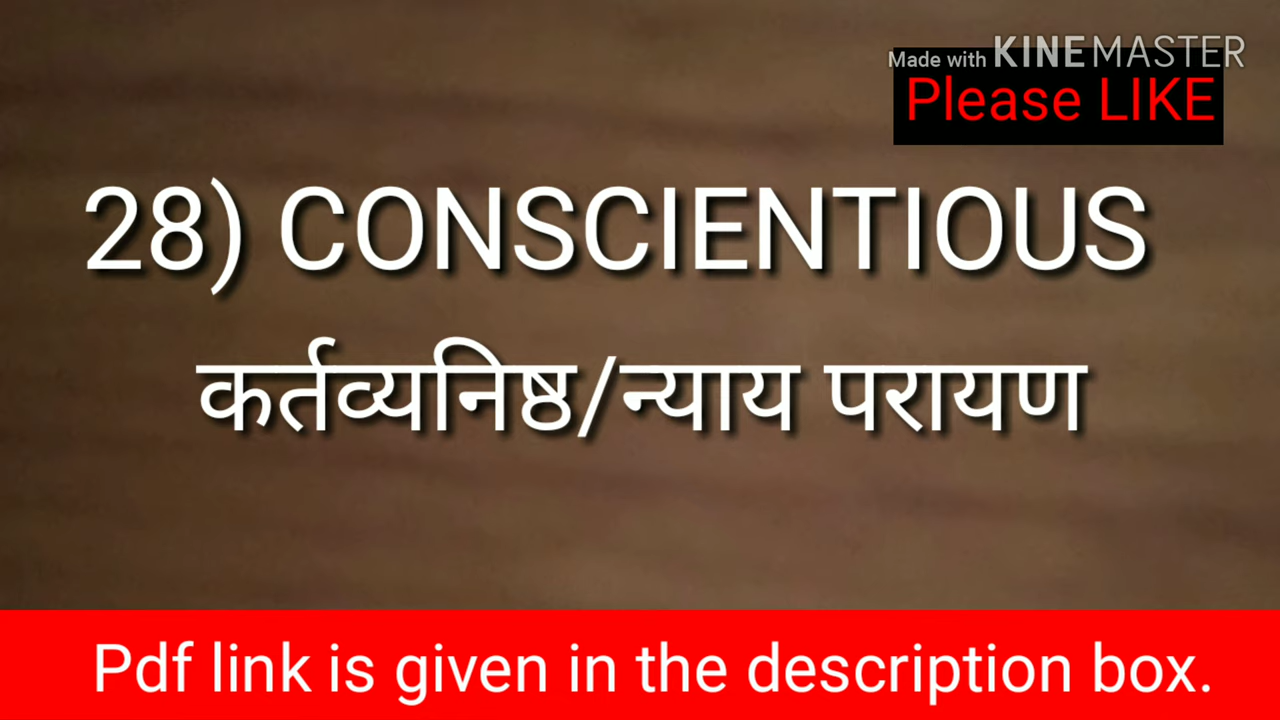 Made with KINEMASTER
Please LIKE
28) CONSCIENTIOUS
कर्तव्यनिष्ठ/न्याय परायण
Pdf link is given in the description box.